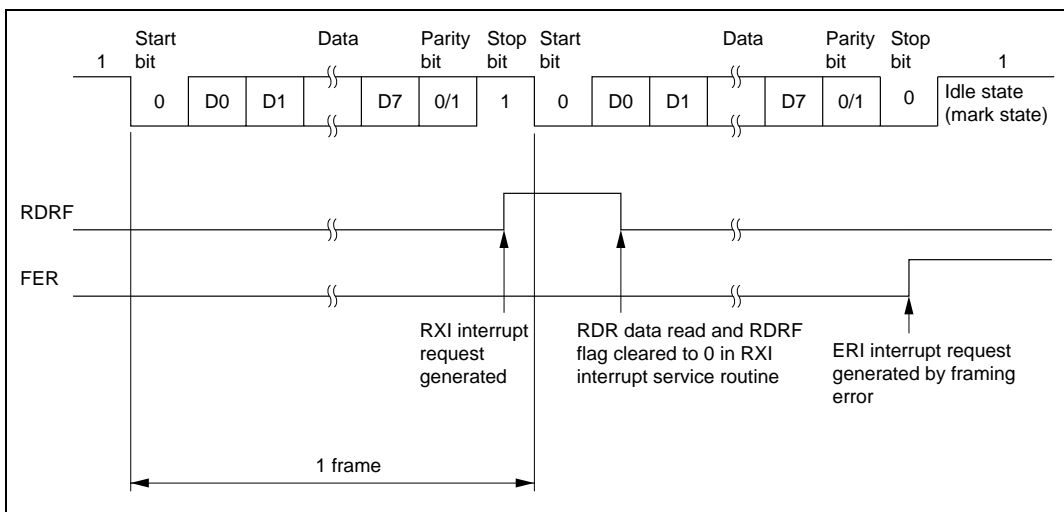 Start bit
Data
Parity bit
Stop bit
Start bit
Data
Parity bit
Stop bit
1
0
D0
D1
D7
0/1
1
0
D0
D1
D7
0/1
0
1
Idle state
(mark state)
RDRF
FER
RXI interrupt
request
generated
RDR data read and RDRF
flag cleared to 0 in RXI
interrupt service routine
ERI interrupt request
generated by framing
error
1 frame